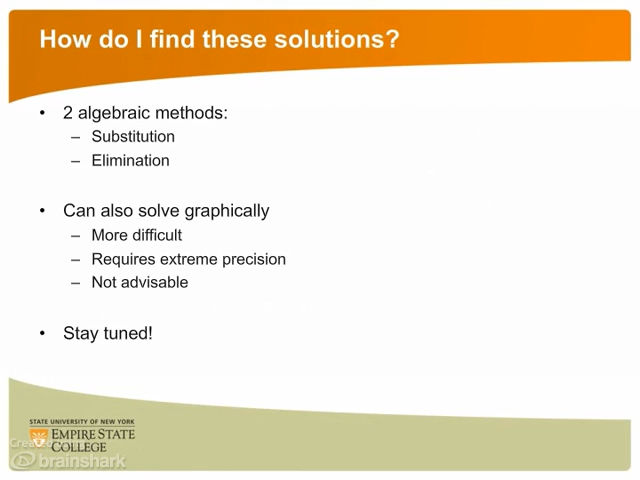 How do I find these solutions?
• 2 algebraic methods:
– Substitution
– Elimination
• Can also solve graphically
– More difficult
– Requires extreme precision
– Not advisable
• Stay tuned!
STATE UNIVERSITY OF NEW YORK
EMPIRE STATE
COLLEGE
brainshark